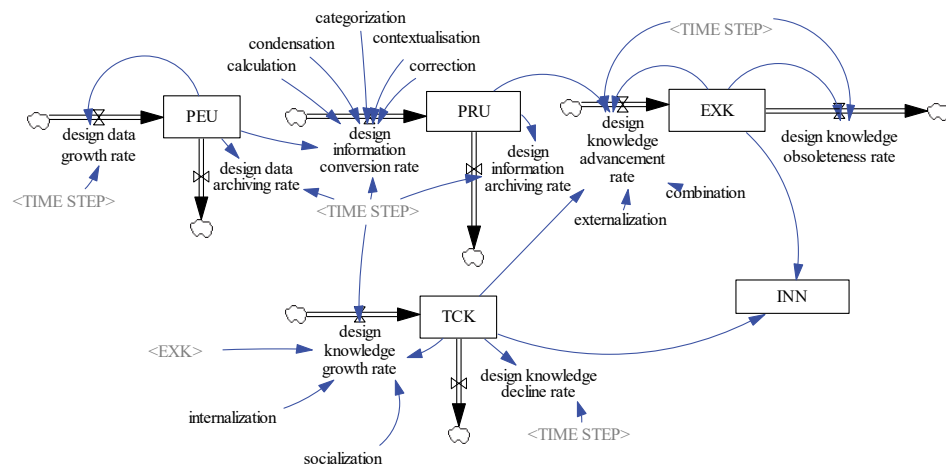 categorization
condensation
contextualisation
calculation
correction
<TIME STEP>
PEU
PRU
EXK
design data
growth rate
design
information
conversion rate
design data
archiving rate
design
information
archiving rate
design
knowledge
advancement
rate
design knowledge
obsoleteness rate
<TIME STEP>
<TIME STEP>
combination
externalization
TCK
INN
design
knowledge
growth rate
<EXK>
design knowledge
decline rate
internalization
<TIME STEP>
socialization